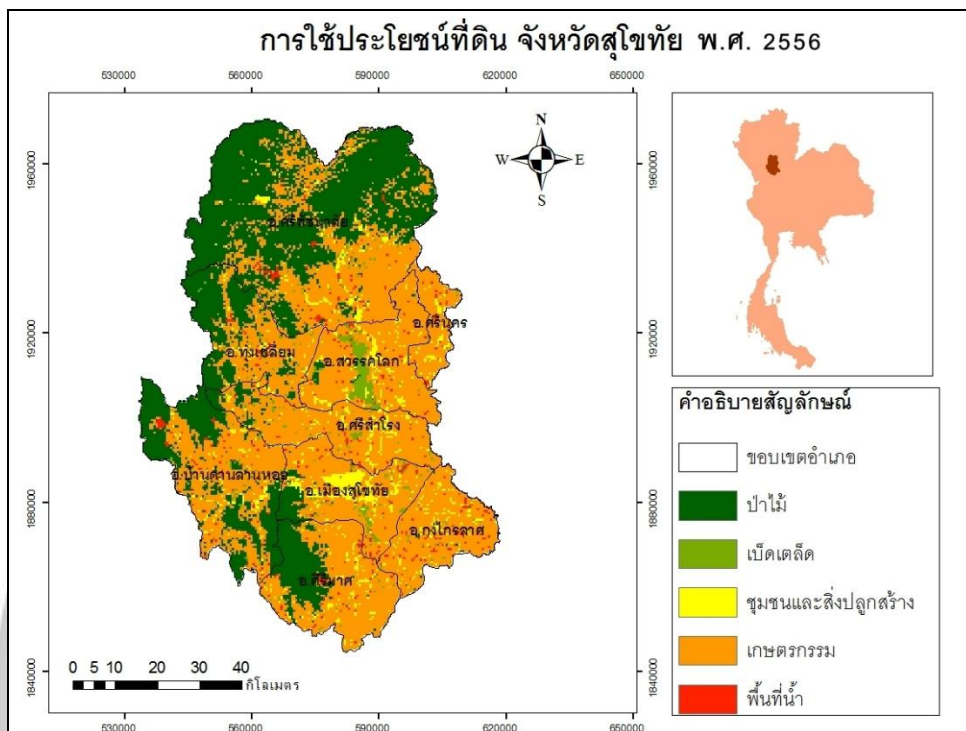 การใช้ประโยชน์ที่ดิน จังหวัดสุโขทัย พ.ศ. 2556
530000 560000 590000 620000 650000
1960000 1960000
1920000 1920000
1880000 1880000
1840000 1840000
N
W E
S
อ.ศรีสัชนาลัย
อ.ศรีนคร
อ.ทุ่งเสลี่ยม
อ.สวรรคโลก
อ.ศรีสำโรง
อ.บ้านด่านลานหอย
อ.เมืองสุโขทัย
อ.กงไกรลาศ
อ.คีรีมาศ
0 5 10 20 30 40
กิโลเมตร
530000 560000 590000 620000 650000
คำอธิบายสัญลักษณ์
ขอบเขตอำเภอ
ป่าไม้
เบ็ดเตล็ด
ชุมชนและสิ่งปลูกสร้าง
เกษตรกรรม
พื้นที่น้ำ